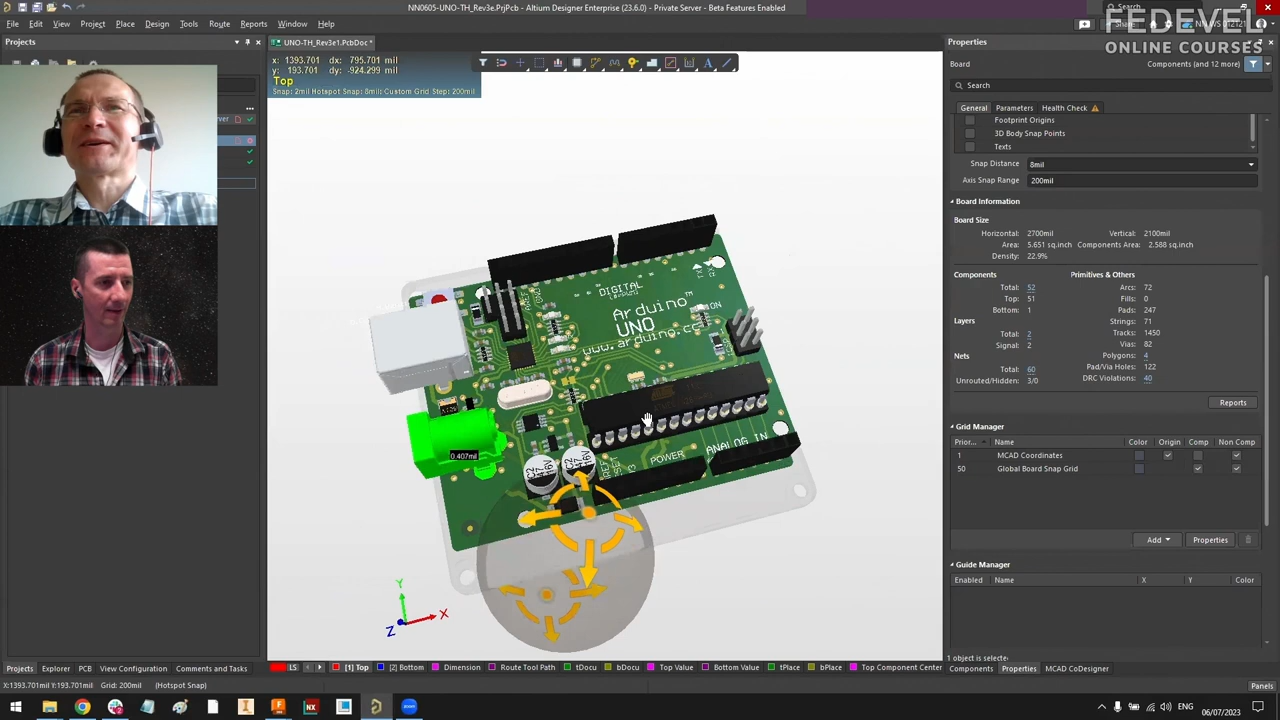 NN0605-UNO-TH_Rev3e.PrjPcb - Altium Designer Enterprise (23.6.0) - Private Server - Beta Features Enabled
Search
File Edit View Project Place Design Tools Route Reports Window Help
Share
FEDEVEL
ONLINE COURSES
Projects
UNO-TH_Rev3e1.PcbDoc *
x: 1393.701 dx: 795.701 mil
y: 193.701 dy: -924.299 mil
Top
Snap: 2mil Hotspot Snap: 8mil; Custom Grid Step: 200mil
DIGITAL
Arduino™
UNO
www.arduino.cc
ON
AREF
POWER
ANALOG IN
0.407mil
Y
X
Z
Properties
Board
Components (and 12 more)
Search
General Parameters Health Check
Footprint Origins
3D Body Snap Points
Texts
Snap Distance 8mil
Axis Snap Range 200mil
Board Information
Board Size
Horizontal: 2700mil Vertical: 2100mil
Area: 5.651 sq.inch Components Area: 2.588 sq.inch
Density: 22.9%
Components Primitives & Others
Total: 52 Arcs: 72
Top: 51 Fills: 0
Bottom: 1 Pads: 247
Layers Strings: 71
Total: 2 Tracks: 1450
Signal: 2 Vias: 82
Nets Polygons: 4
Total: 60 Pad/Via Holes: 122
Unrouted/Hidden: 3/0 DRC Violations: 40
Reports
Grid Manager
Prior... Name Color Origin Comp Non Comp
1 MCAD Coordinates
50 Global Board Snap Grid
Add Properties
Guide Manager
Enabled Name X Y Color
1 object is selecte
Projects Explorer PCB View Configuration Comments and Tasks
LS [1] Top [2] Bottom Dimension Route Tool Path tDocu bDocu Top Value Bottom Value tPlace bPlace Top Component Center
Components Properties MCAD CoDesigner
X:1393.701mil Y:193.701mil Grid: 200mil (Hotspot Snap)
Panels
ENG 06/07/2023